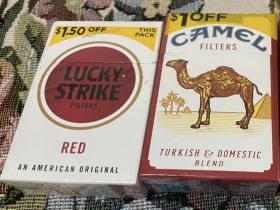 $1.50 OFF THIS PACK
LUCKY
STRIKE
FILTERS
RED
AN AMERICAN ORIGINAL
$1 OFF
CAMEL
FILTERS
TURKISH & DOMESTIC
BLEND